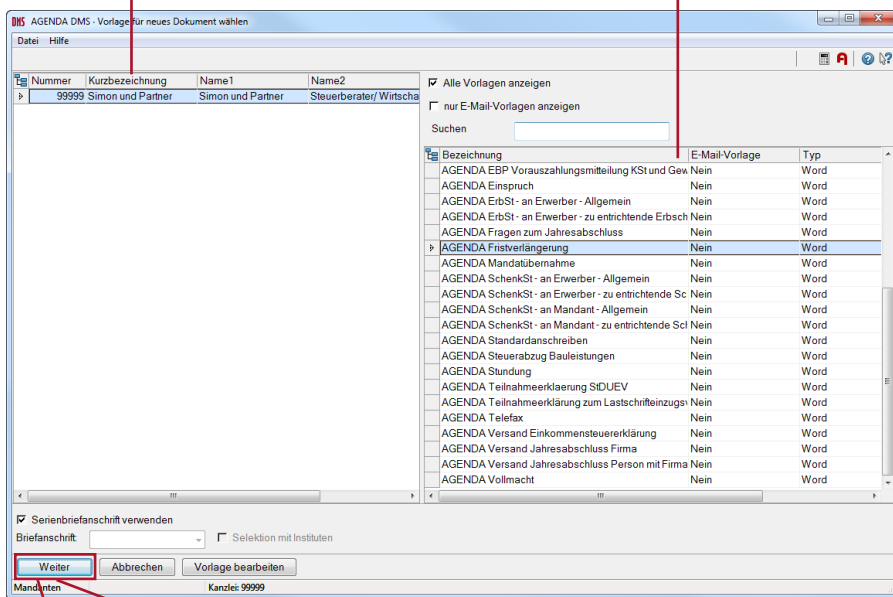 DMS AGENDA DMS - Vorlage für neues Dokument wählen
Datei Hilfe
Nummer Kurzbezeichnung Name1 Name2
99999 Simon und Partner Simon und Partner Steuerberater/ Wirtscha
Alle Vorlagen anzeigen
nur E-Mail-Vorlagen anzeigen
Suchen
Bezeichnung E-Mail-Vorlage Typ
AGENDA EBP Vorauszahlungsmitteilung KSt und Gew Nein Word
AGENDA Einspruch Nein Word
AGENDA ErbSt - an Erwerber - Allgemein Nein Word
AGENDA ErbSt - an Erwerber - zu entrichtende Erbsch Nein Word
AGENDA Fragen zum Jahresabschluss Nein Word
AGENDA Fristverlängerung Nein Word
AGENDA Mandatübernahme Nein Word
AGENDA SchenkSt - an Erwerber - Allgemein Nein Word
AGENDA SchenkSt - an Erwerber - zu entrichtende Sc Nein Word
AGENDA SchenkSt - an Mandant - Allgemein Nein Word
AGENDA SchenkSt - an Mandant - zu entrichtende Sch Nein Word
AGENDA Standardanschreiben Nein Word
AGENDA Steuerabzug Bauleistungen Nein Word
AGENDA Stundung Nein Word
AGENDA Teilnahmeerklaerung StDUEV Nein Word
AGENDA Teilnahmeerklärung zum Lastschrifteinzugsv Nein Word
AGENDA Telefax Nein Word
AGENDA Versand Einkommensteuererklärung Nein Word
AGENDA Versand Jahresabschluss Firma Nein Word
AGENDA Versand Jahresabschluss Person mit Firma Nein Word
AGENDA Vollmacht Nein Word
Serienbriefanschrift verwenden
Briefanschrift: Selektion mit Instituten
Weiter Abbrechen Vorlage bearbeiten
Mandanten Kanzlei: 99999